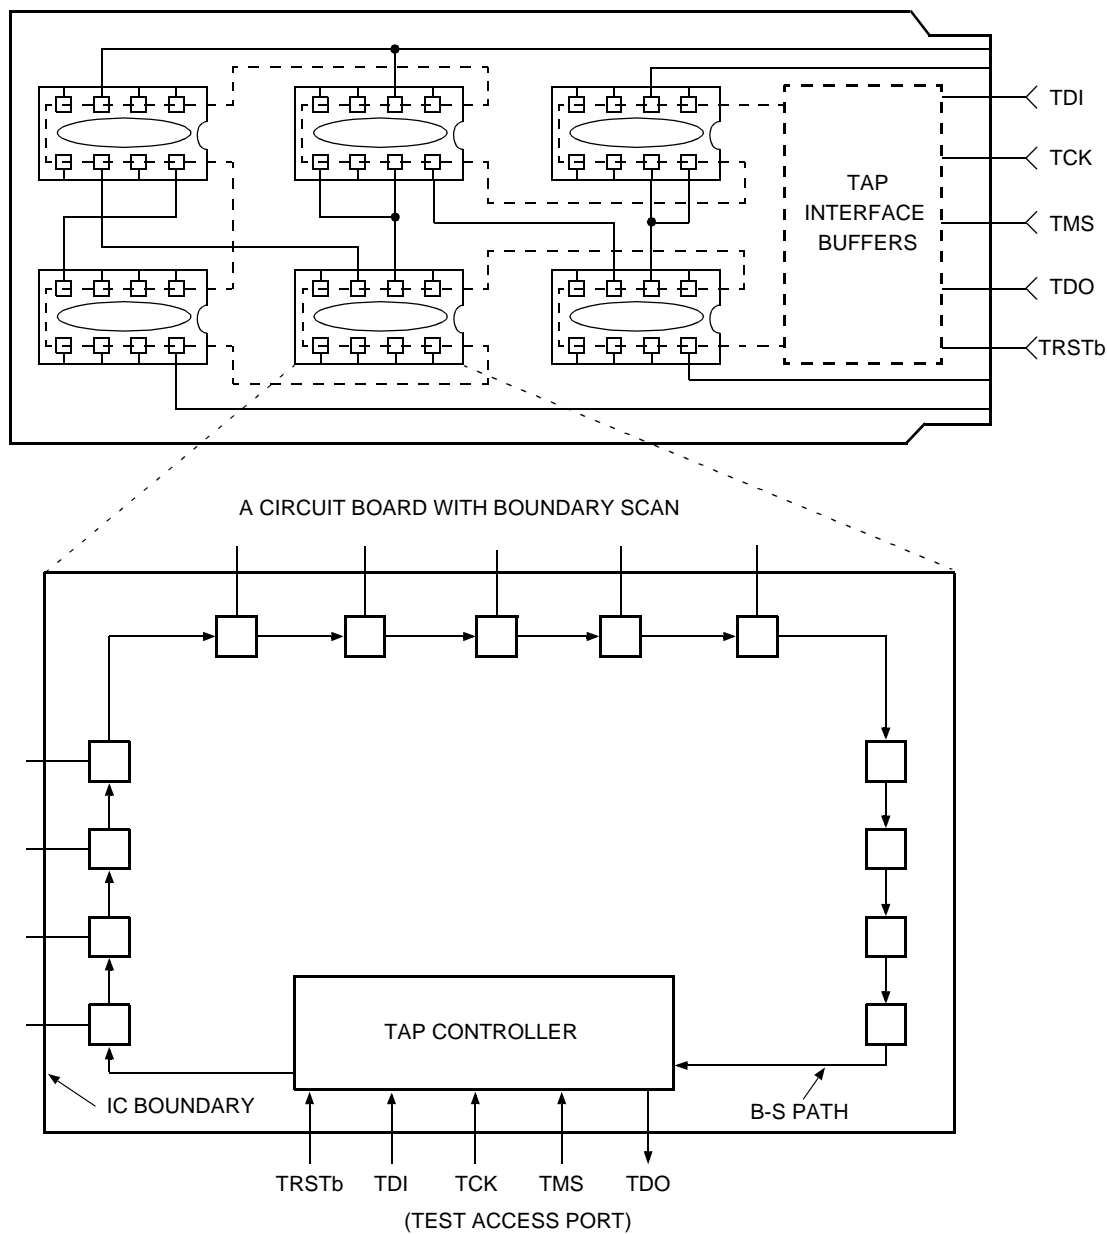 TDI
TCK
TAP
INTERFACE
BUFFERS
TMS
TDO
TRSTb
A CIRCUIT BOARD WITH BOUNDARY SCAN
TAP CONTROLLER
IC BOUNDARY
B-S PATH
TRSTb TDI TCK TMS TDO
(TEST ACCESS PORT)